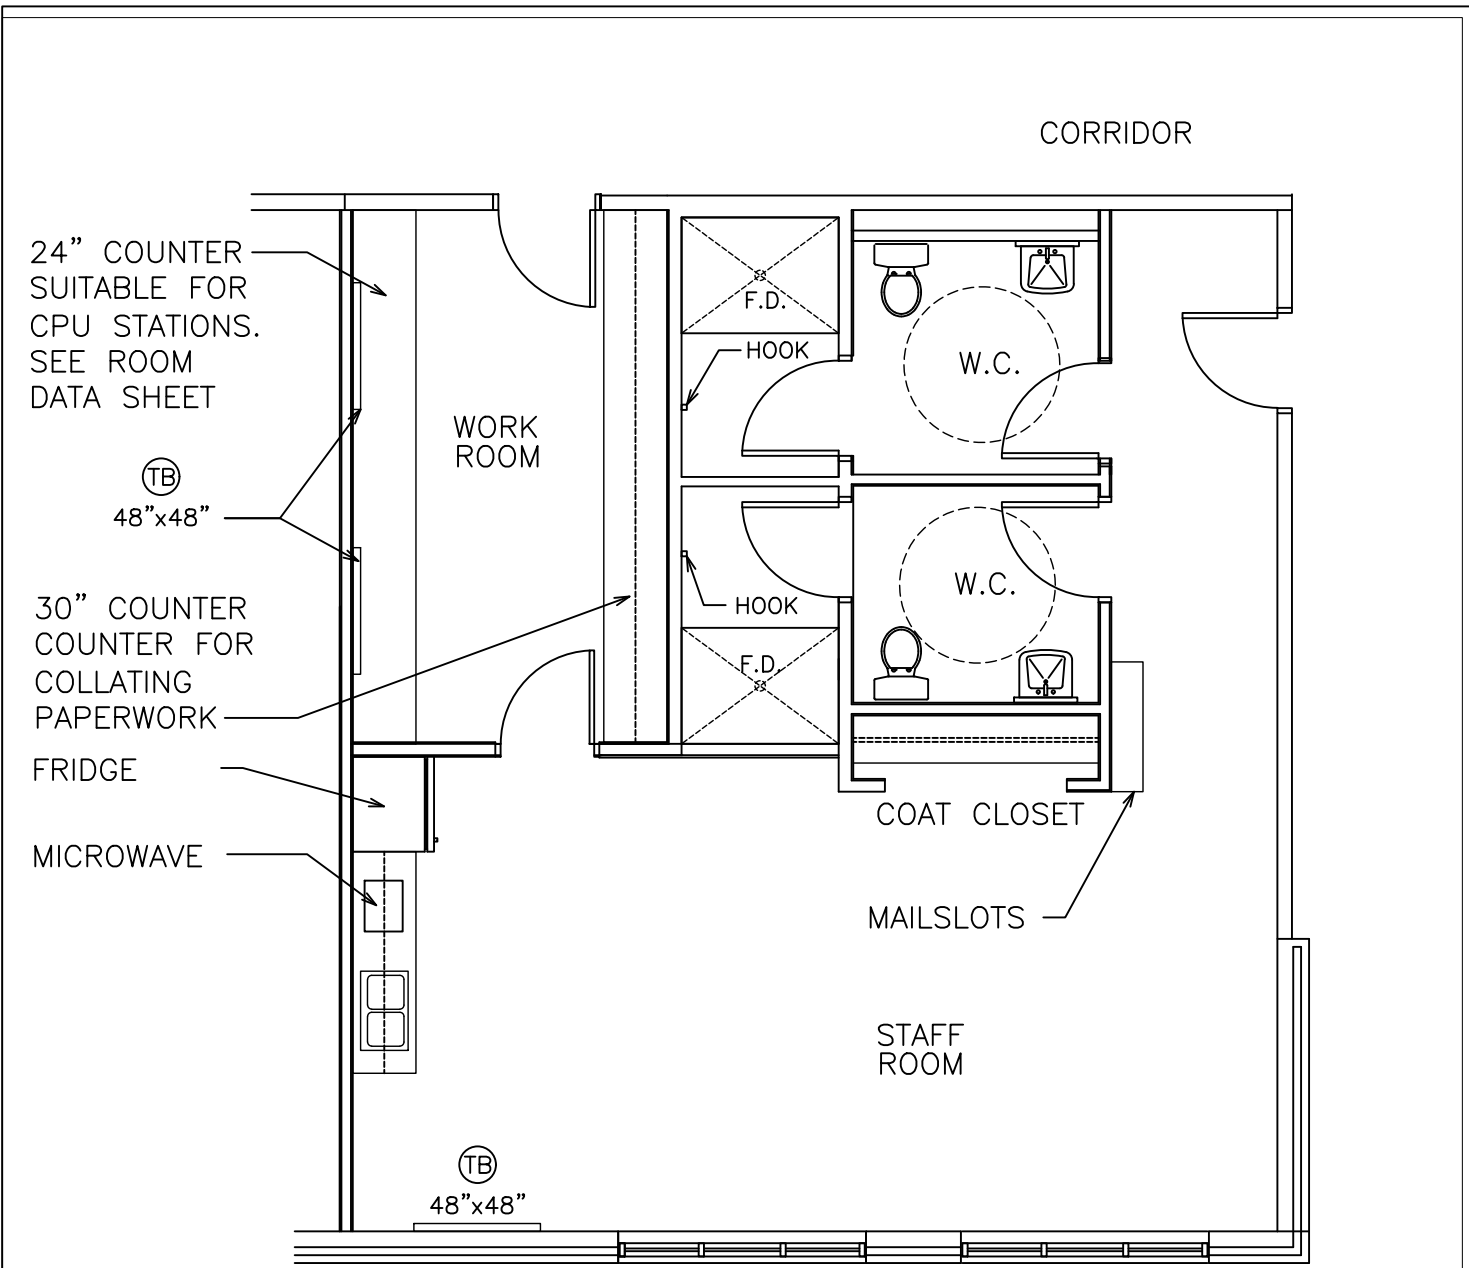 CORRIDOR
24” COUNTER
SUITABLE FOR
CPU STATIONS.
SEE ROOM
DATA SHEET
F.D.
HOOK
W.C.
WORK
ROOM
TB
48”x48”
30” COUNTER
COUNTER FOR
COLLATING
PAPERWORK
W.C.
HOOK
F.D.
FRIDGE
COAT CLOSET
MICROWAVE
MAILSLOTS
STAFF
ROOM
TB
48”x48”